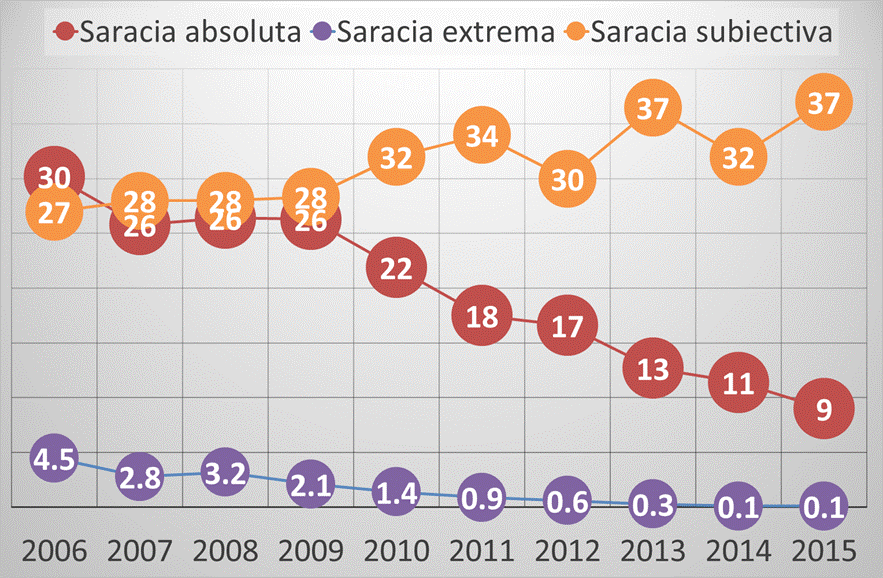 Saracia absoluta Saracia extrema Saracia subiectiva
30 26 26 26 22 18 17 13 11 9
4.5 2.8 3.2 2.1 1.4 0.9 0.6 0.3 0.1 0.1
27 28 28 28 32 34 30 37 32 37
2006 2007 2008 2009 2010 2011 2012 2013 2014 2015